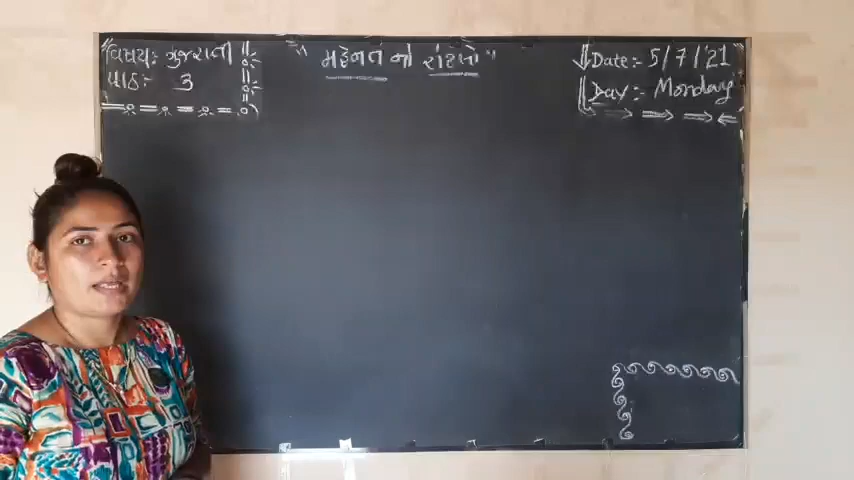 વિષય: ગુજરાતી
પાઠ:- 3
" મહેનત નો રોટલો "
Date:- 5/7/'21
Day:- Monday